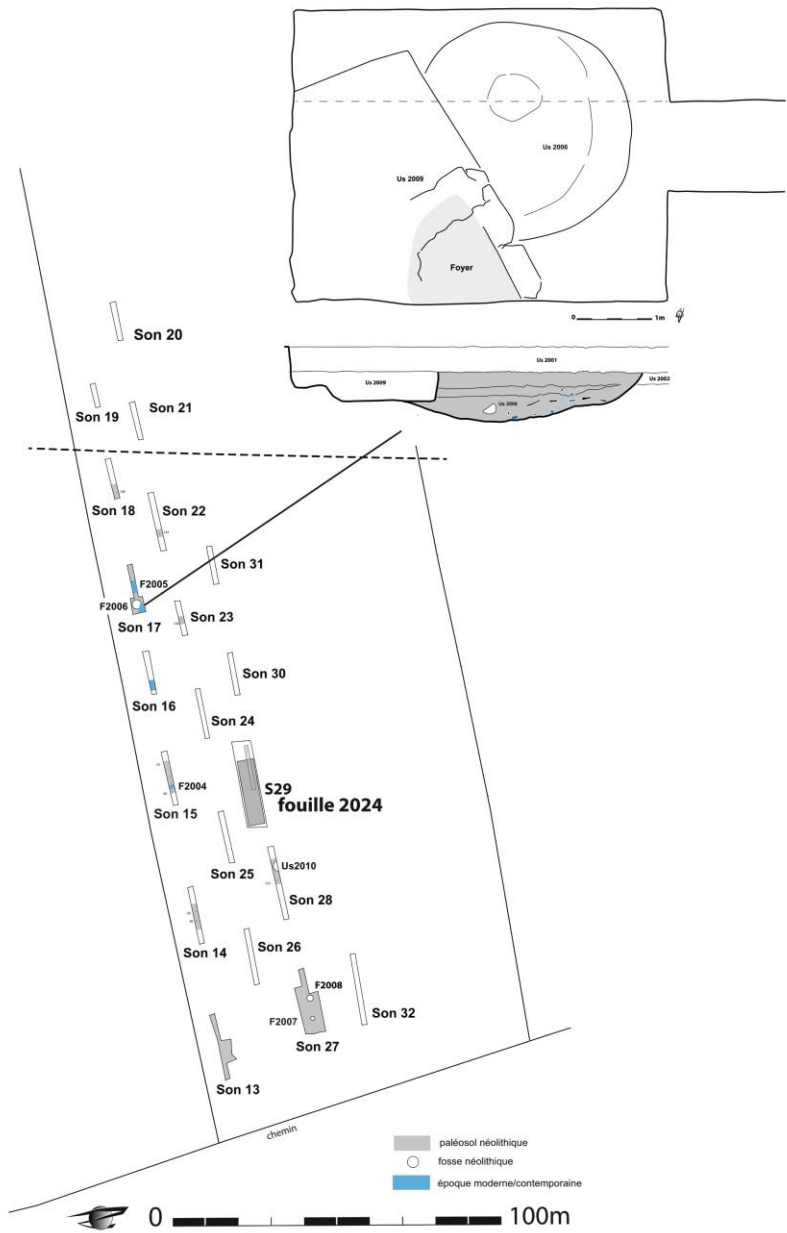 Us 2006
Us 2009
Foyer
0 1m
Us 2001
Us 2009
Us 2002
Son 20
Son 19
Son 21
Son 18
Son 22
Son 31
F2005
F2006
Son 17
Son 23
Son 30
Son 16
Son 24
S29
fouille 2024
F2004
Son 15
Son 25
Us2010
Son 28
Son 14
Son 26
F2008
F2007
Son 32
Son 27
Son 13
chemin
paléosol néolithique
fosse néolithique
époque moderne/contemporaine
0 100m